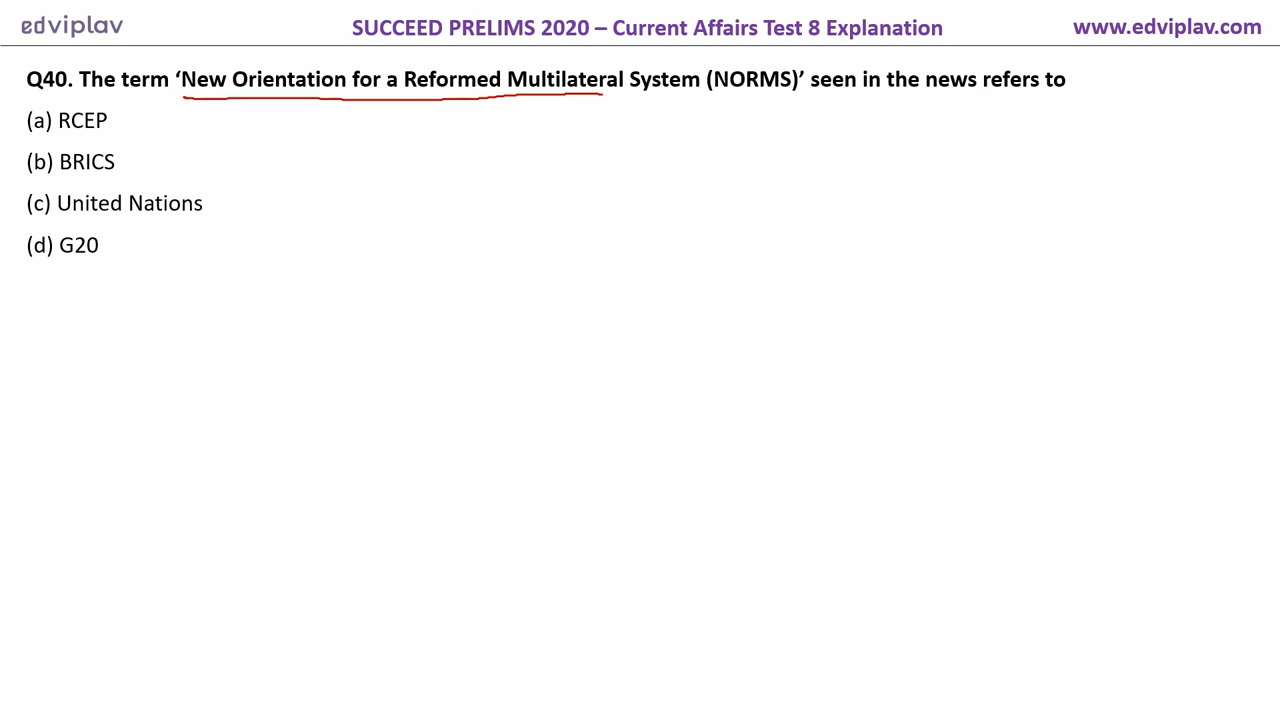 edviplav
SUCCEED PRELIMS 2020 – Current Affairs Test 8 Explanation
www.edviplav.com
Q40. The term ‘New Orientation for a Reformed Multilateral System (NORMS)’ seen in the news refers to
(a) RCEP
(b) BRICS
(c) United Nations
(d) G20